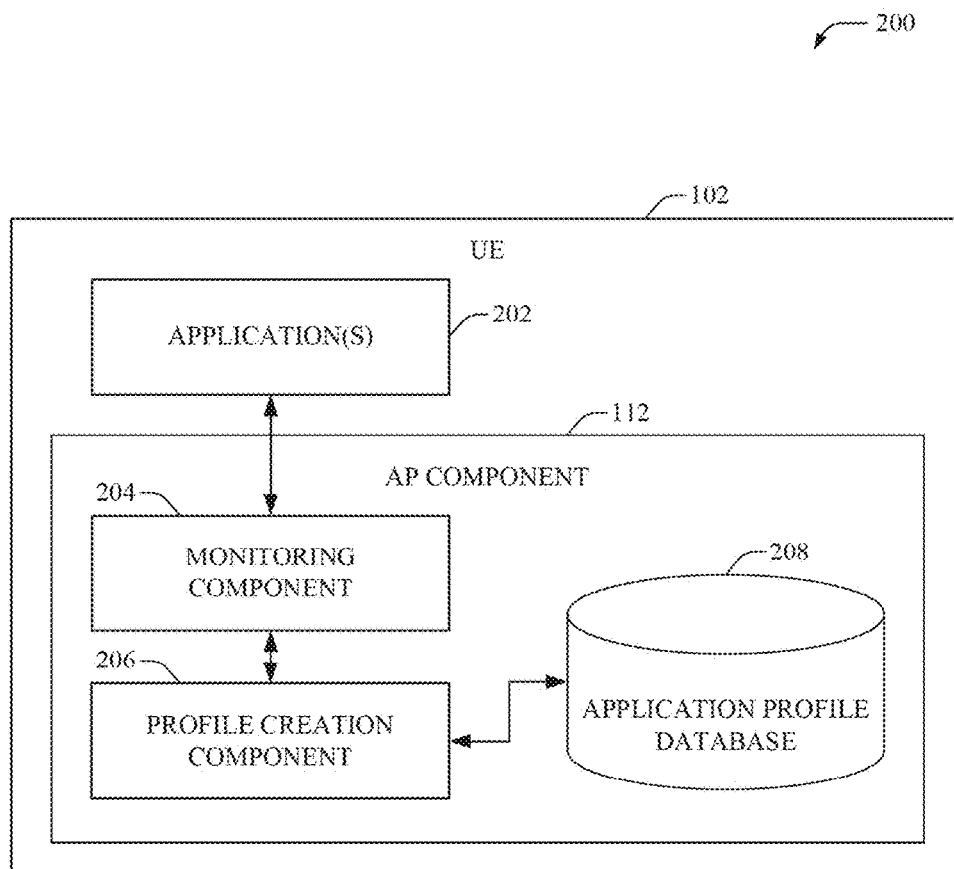 200
102
UE
APPLICATION(S)
202
112
AP COMPONENT
204
MONITORING
COMPONENT
208
206
PROFILE CREATION
COMPONENT
APPLICATION PROFILE
DATABASE